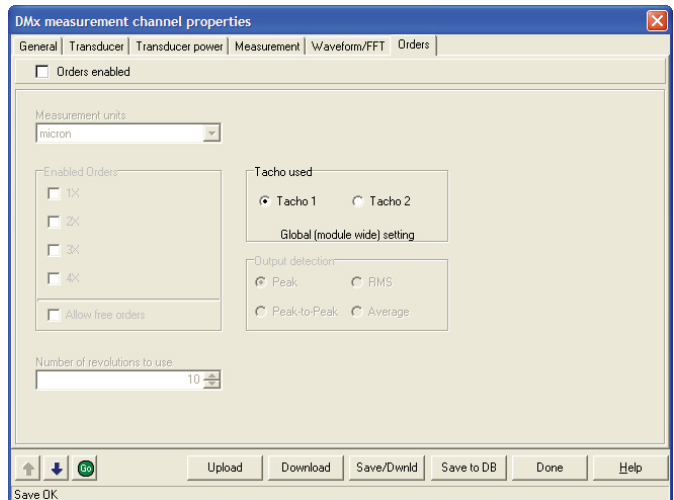 DMx measurement channel properties
General Transducer Transducer power Measurement Waveform/FFT Orders
Orders enabled
Measurement units
micron
Enabled Orders
1X
2X
3X
4X
Allow free orders
Tacho used
Tacho 1 Tacho 2
Global (module wide) setting
Output detection
Peak RMS
Peak-to-Peak Average
Number of revolutions to use
10
Go Upload Download Save/Dwnld Save to DB Done Help
Save OK